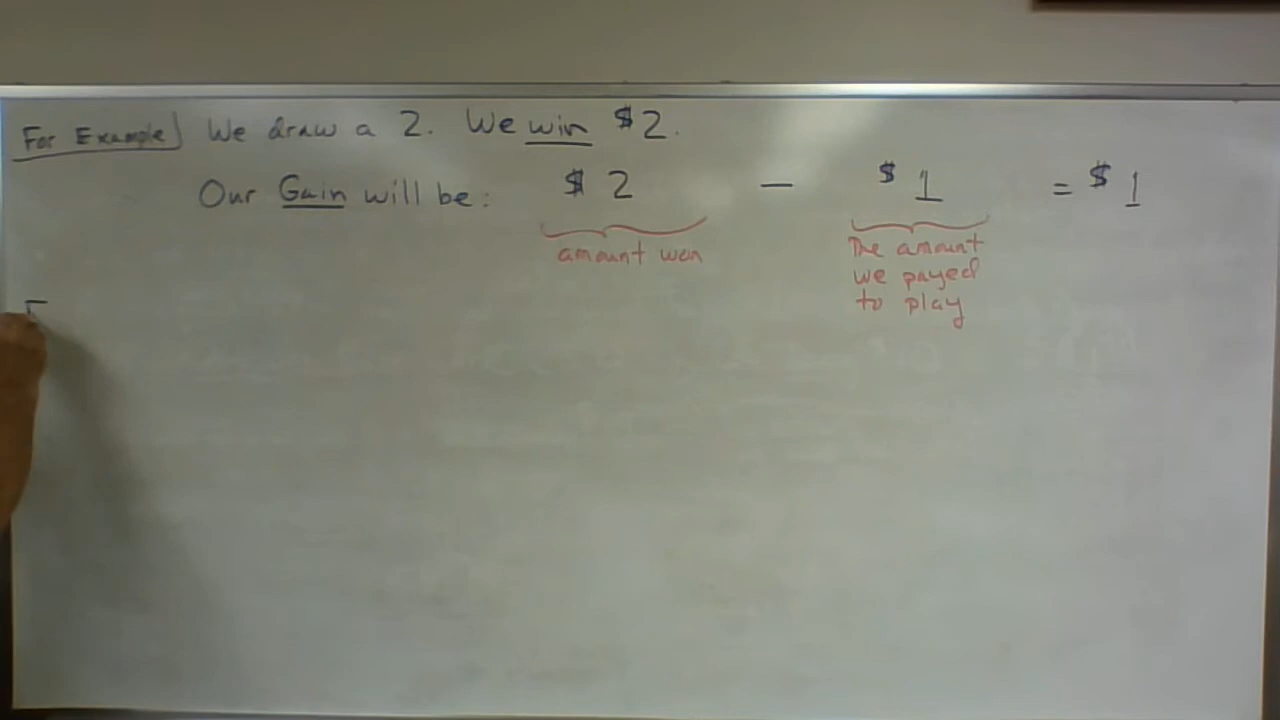 For Example We draw a 2. We win $2.
Our Gain will be: $ 2 — $ 1 = $ 1
amount won
The amount
we payed
to play